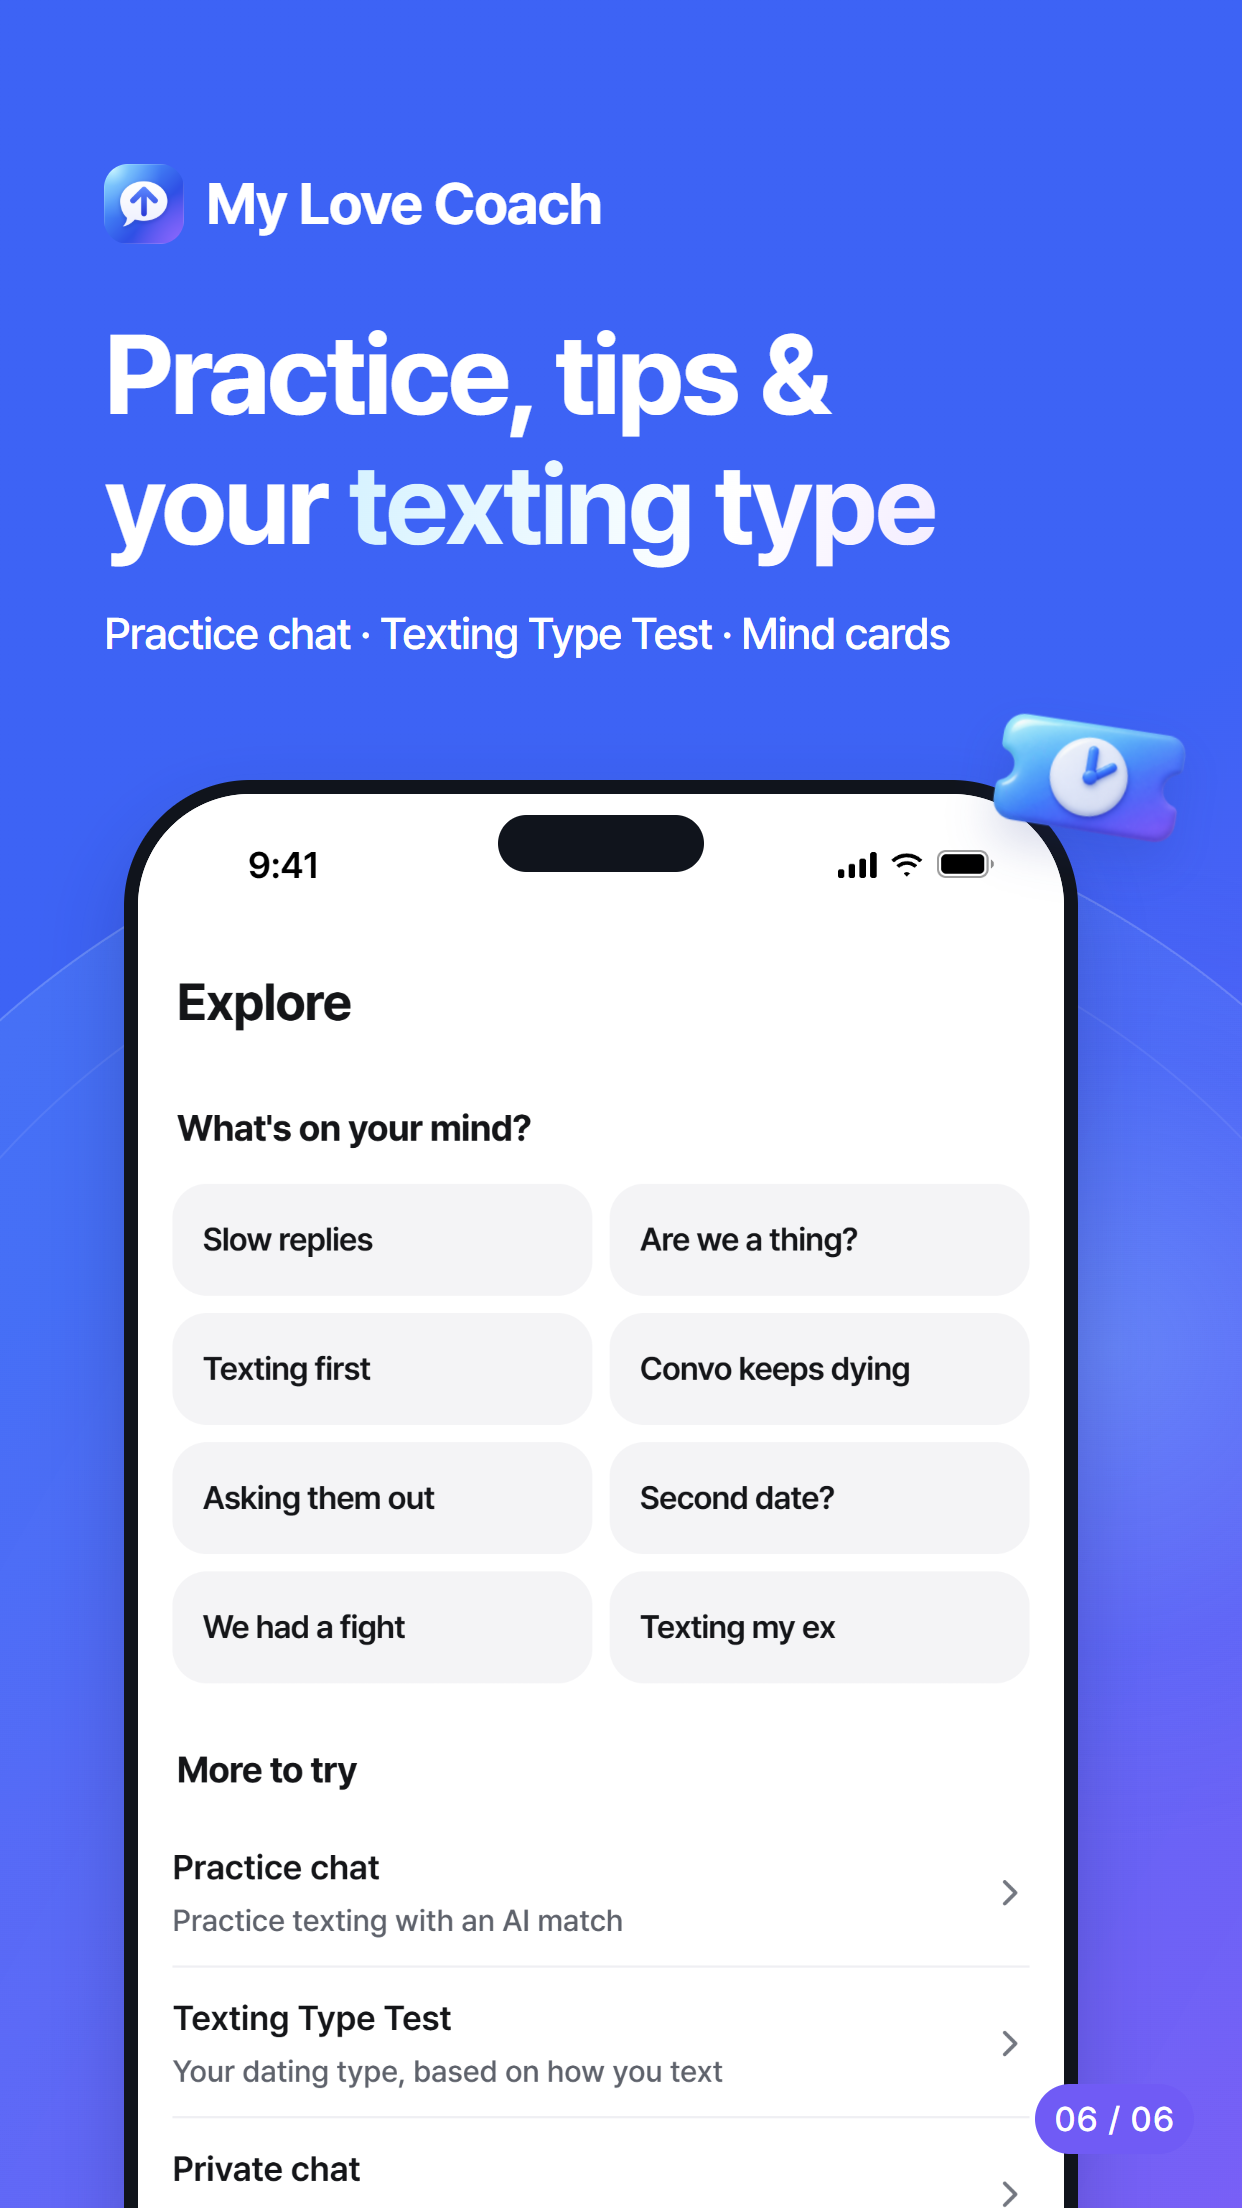 My Love Coach
Practice, tips &
your texting type
Practice chat · Texting Type Test · Mind cards
9:41
Explore
What's on your mind?
Slow replies
Are we a thing?
Texting first
Convo keeps dying
Asking them out
Second date?
We had a fight
Texting my ex
More to try
Practice chat
Practice texting with an AI match
Texting Type Test
Your dating type, based on how you text
06 / 06
Private chat